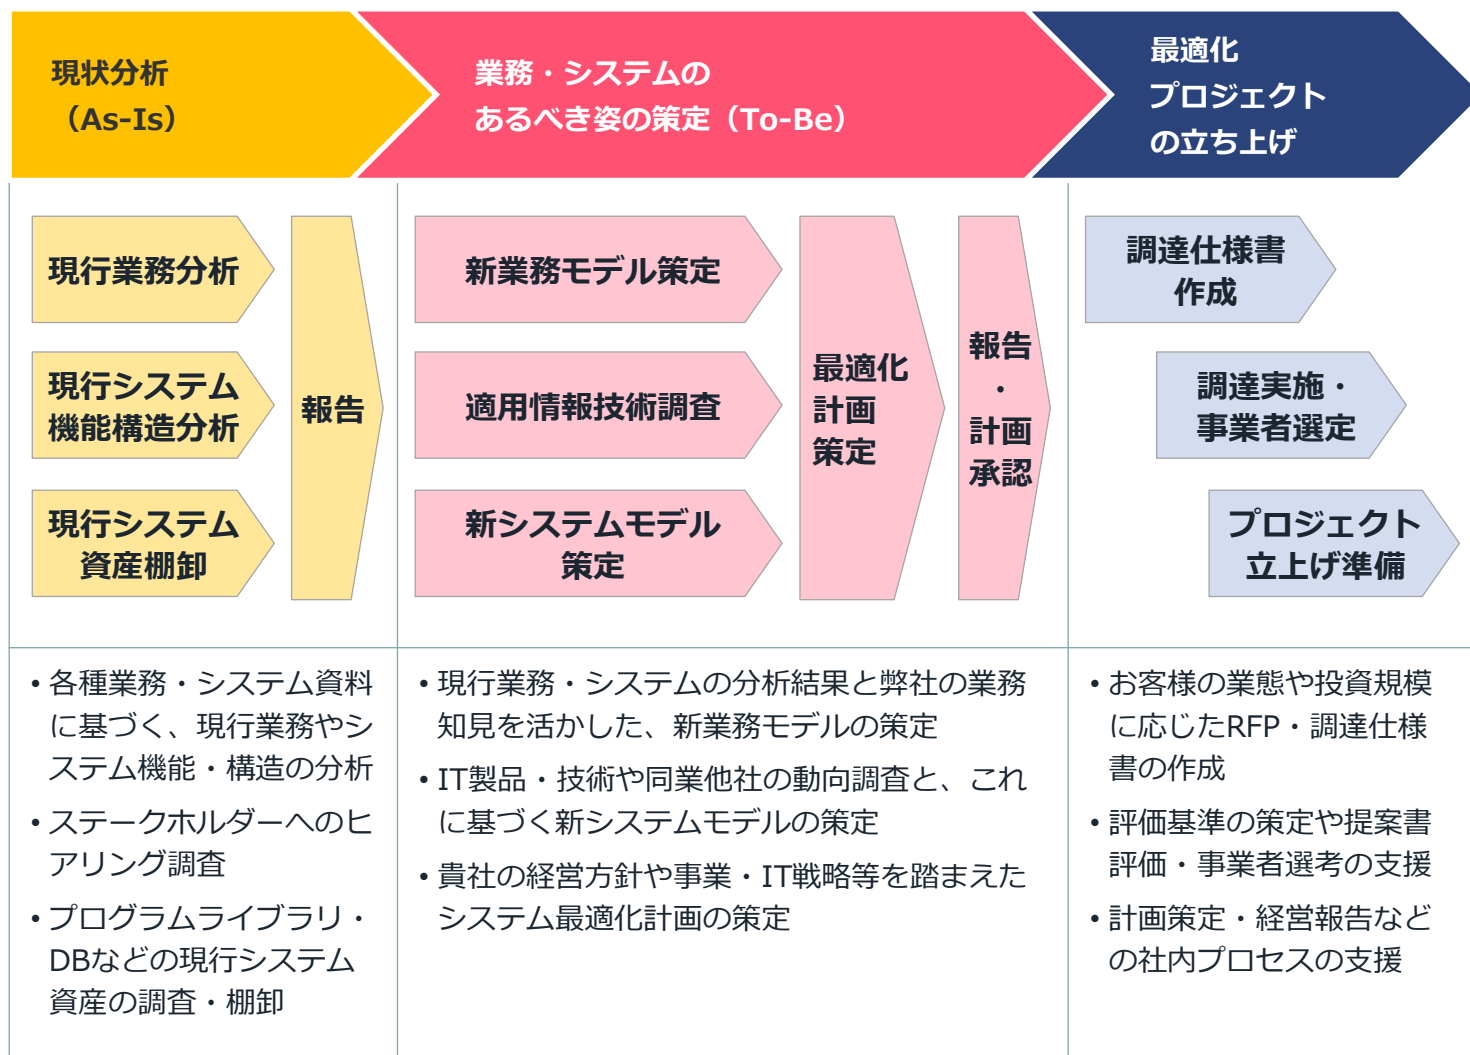 現状分析
（As-Is）
業務・システムの
あるべき姿の策定（To-Be）
最適化
プロジェクト
の立ち上げ
現行業務分析
現行システム
機能構造分析
現行システム
資産棚卸
報告
新業務モデル策定
適用情報技術調査
新システムモデル
策定
最適化
計画
策定
報告
・
計画
承認
調達仕様書
作成
調達実施・
事業者選定
プロジェクト
立上げ準備
• 各種業務・システム資料
に基づく、現行業務やシ
ステム機能・構造の分析
• ステークホルダーへのヒ
アリング調査
• プログラムライブラリ・
DBなどの現行システム
資産の調査・棚卸
• 現行業務・システムの分析結果と弊社の業務
知見を活かした、新業務モデルの策定
• IT製品・技術や同業他社の動向調査と、これ
に基づく新システムモデルの策定
• 貴社の経営方針や事業・IT戦略等を踏まえた
システム最適化計画の策定
• お客様の業態や投資規模
に応じたRFP・調達仕様
書の作成
• 評価基準の策定や提案書
評価・事業者選考の支援
• 計画策定・経営報告など
の社内プロセスの支援